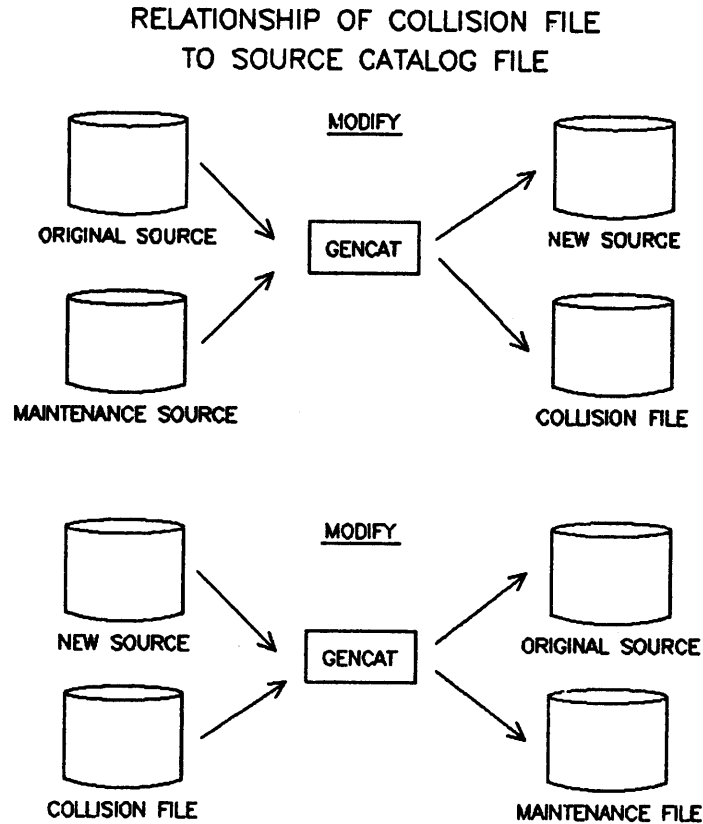 RELATIONSHIP OF COLLISION FILE
TO SOURCE CATALOG FILE
MODIFY
ORIGINAL SOURCE
GENCAT
NEW SOURCE
MAINTENANCE SOURCE
COLLISION FILE
MODIFY
NEW SOURCE
GENCAT
ORIGINAL SOURCE
COLLISION FILE
MAINTENANCE FILE